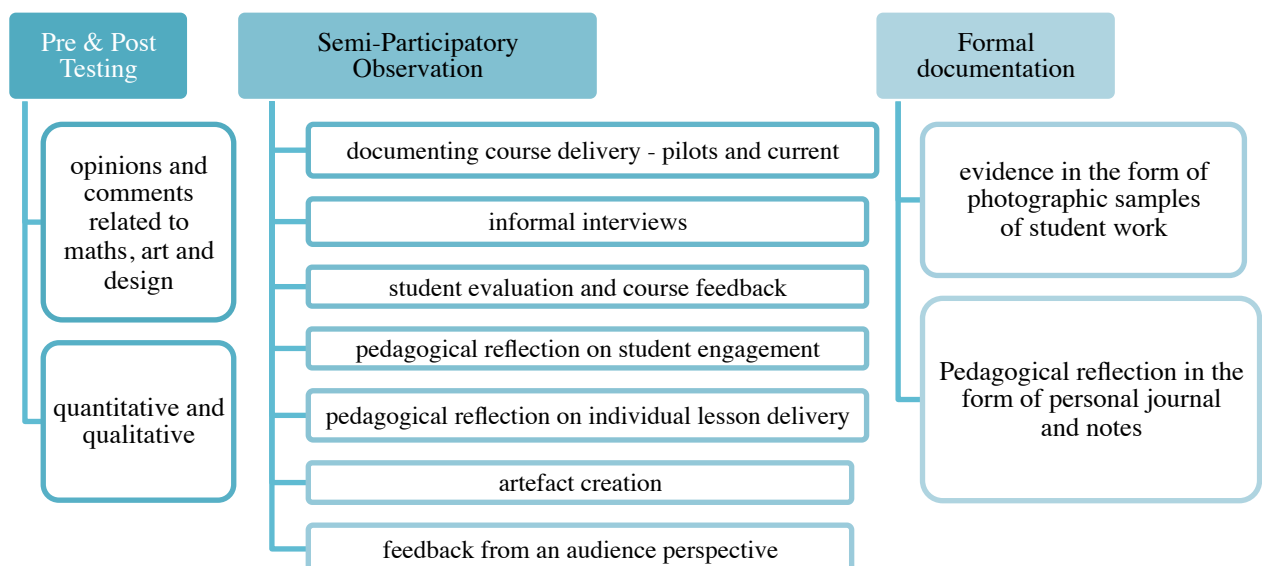 Pre & Post
Testing
opinions and
comments
related to
maths, art and
design
quantitative and
qualitative
Semi-Participatory
Observation
documenting course delivery - pilots and current
informal interviews
student evaluation and course feedback
pedagogical reflection on student engagement
pedagogical reflection on individual lesson delivery
artefact creation
feedback from an audience perspective
Formal
documentation
evidence in the form of
photographic samples
of student work
Pedagogical reflection in the
form of personal journal
and notes